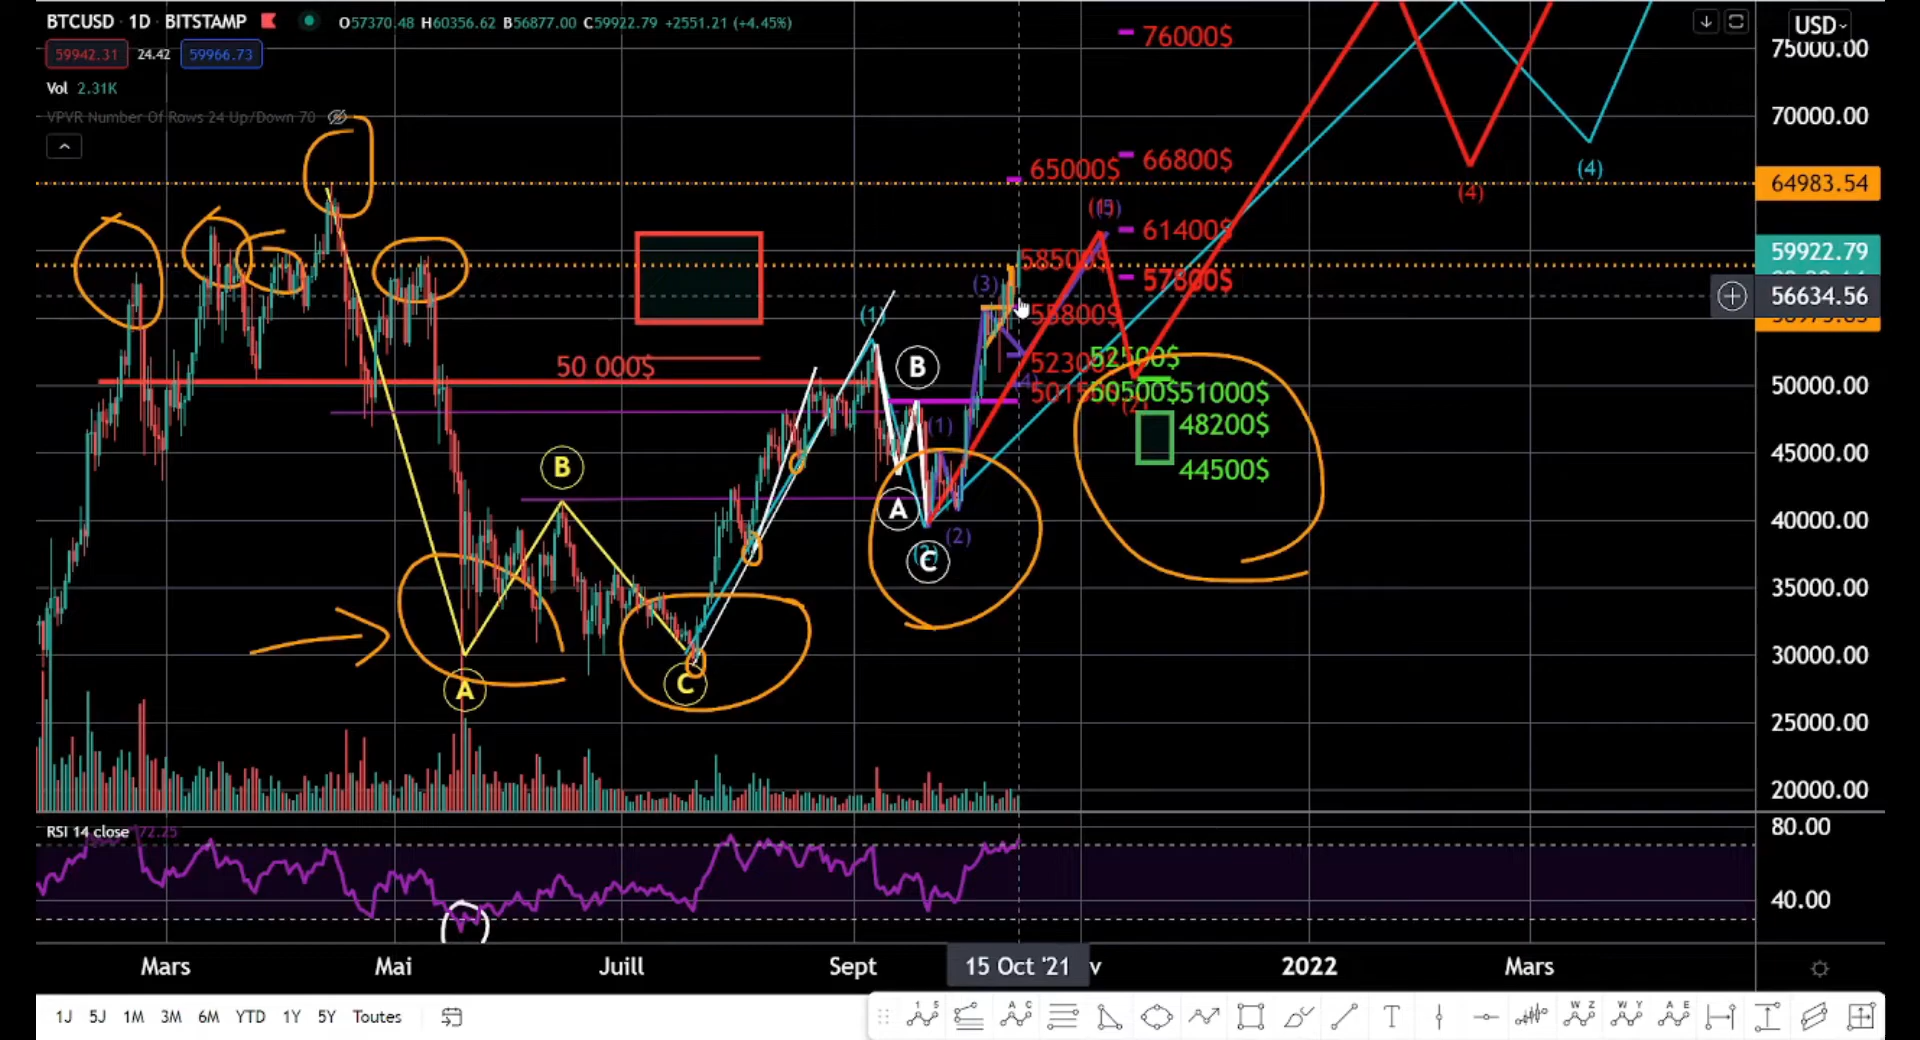 BTCUSD · 1D · BITSTAMP O57370.48 H60356.62 B56877.00 C59922.79 +2551.21 (+4.45%)
59942.31 24.42 59966.73
Vol 2.31K
VPVR Number Of Rows 24 Up/Down 70
USD
75000.00
70000.00
64983.54
59922.79
56634.56
50000.00
45000.00
40000.00
35000.00
30000.00
25000.00
20000.00
76000$
66800$
65000$
61400$
58500$
57800$
55800$
52300$
52500$
50500$
51000$
48200$
44500$
50 000$
(4)
(4)
(3)
(1)
(1)
(2)
B
B
A
C
A
C
RSI 14 close 72.25
80.00
40.00
Mars Mai Juill Sept 15 Oct '21 v 2022 Mars
1J 5J 1M 3M 6M YTD 1Y 5Y Toutes